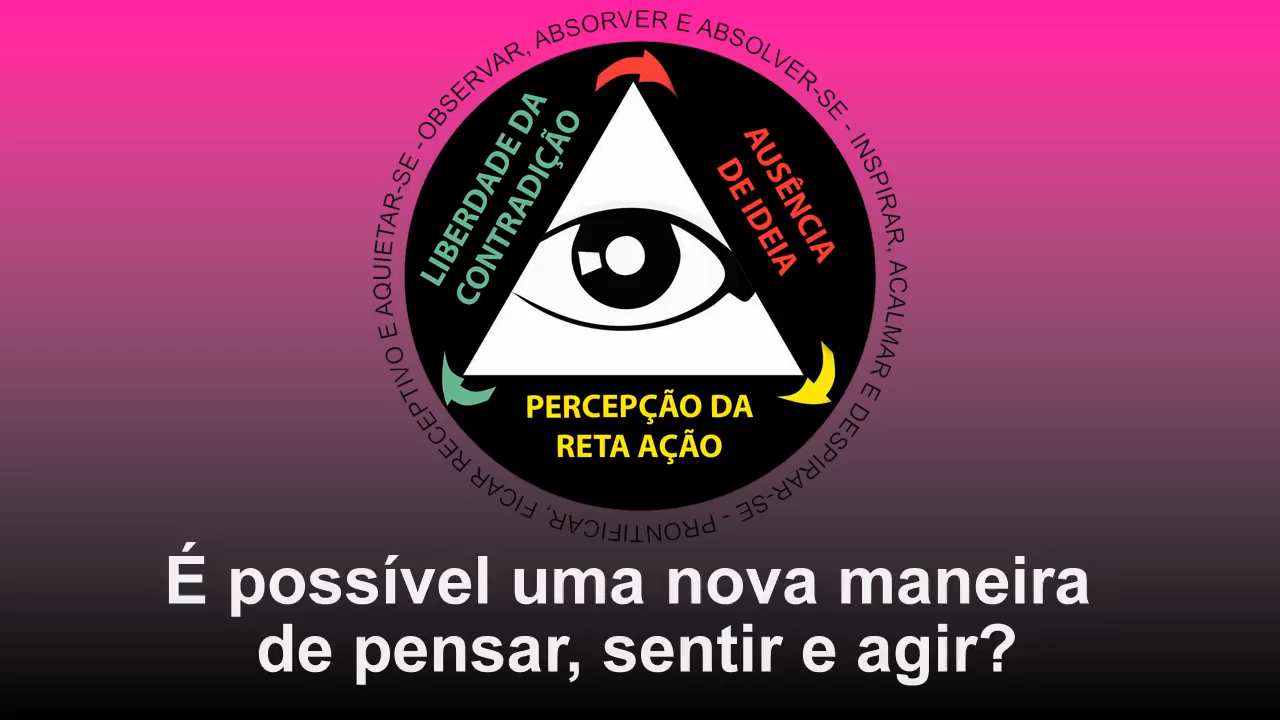 OBSERVAR, ABSORVER E ABSOLVER-SE - INSPIRAR, ACALMAR E DESPIRAR-SE - PRONTIFICAR, FICAR RECEPTIVO E AQUIETAR-SE -
LIBERDADE DA
CONTRADIÇÃO
AUSÊNCIA
DE IDEIA
PERCEPÇÃO DA
RETA AÇÃO
É possível uma nova maneira
de pensar, sentir e agir?